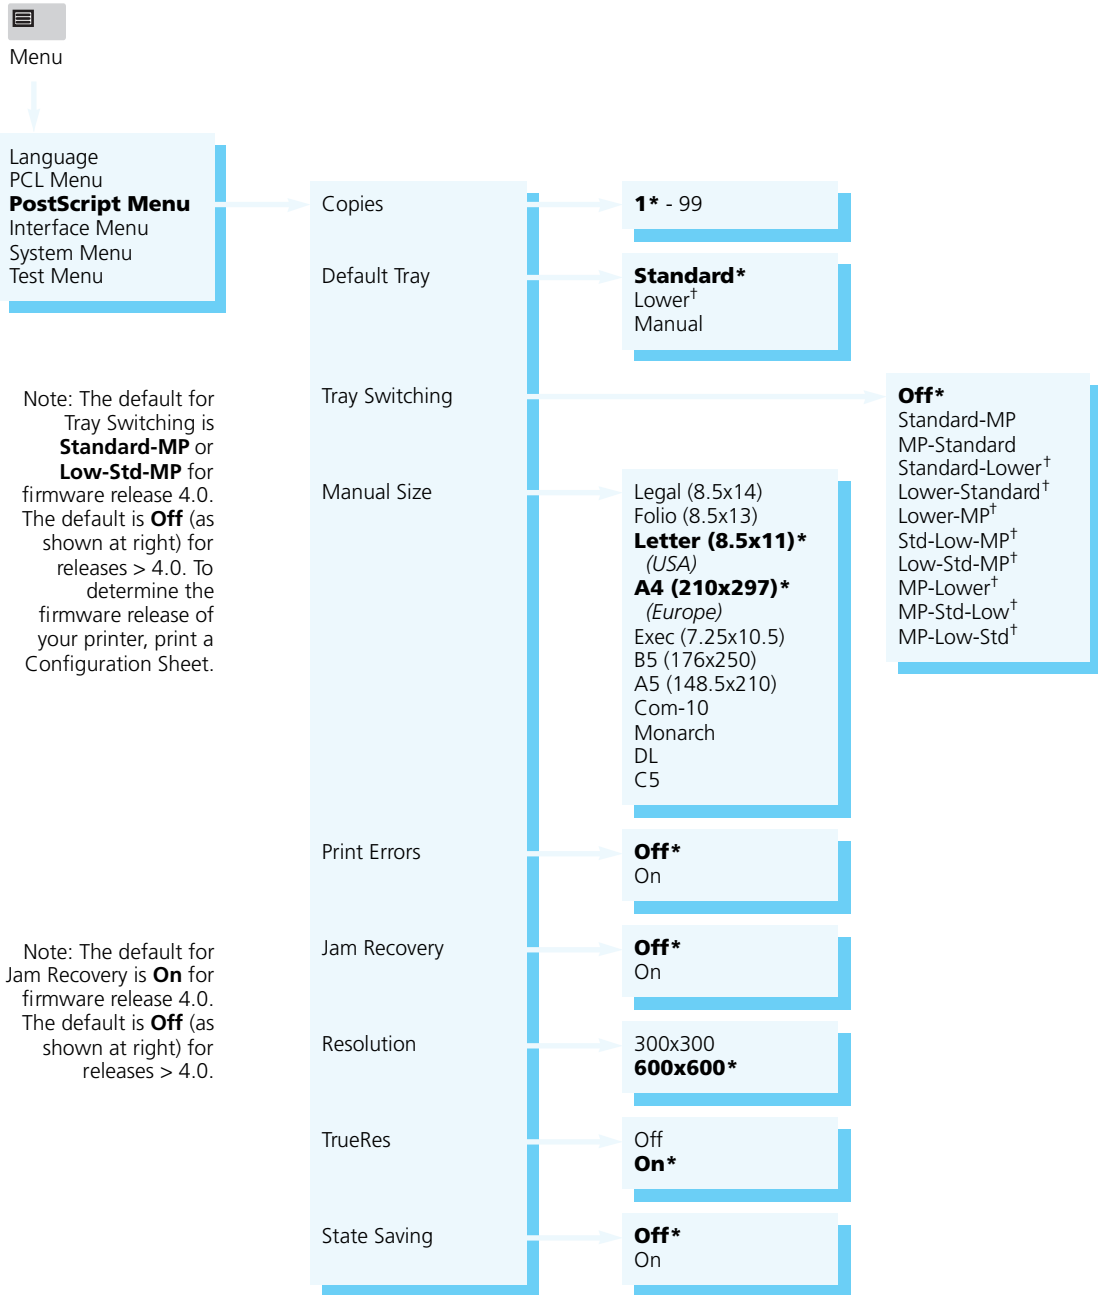 Menu
Language
PCL Menu
PostScript Menu
Interface Menu
System Menu
Test Menu
Note: The default for
Tray Switching is
Standard-MP or
Low-Std-MP for
firmware release 4.0.
The default is Off (as
shown at right) for
releases > 4.0. To
determine the
firmware release of
your printer, print a
Configuration Sheet.
Note: The default for
Jam Recovery is On for
firmware release 4.0.
The default is Off (as
shown at right) for
releases > 4.0.
Copies
1* - 99
Default Tray
Standard*
Lower†
Manual
Tray Switching
Off*
Standard-MP
MP-Standard
Standard-Lower†
Lower-Standard†
Lower-MP†
Std-Low-MP†
Low-Std-MP†
MP-Lower†
MP-Std-Low†
MP-Low-Std†
Manual Size
Legal (8.5x14)
Folio (8.5x13)
Letter (8.5x11)*
(USA)
A4 (210x297)*
(Europe)
Exec (7.25x10.5)
B5 (176x250)
A5 (148.5x210)
Com-10
Monarch
DL
C5
Print Errors
Off*
On
Jam Recovery
Off*
On
Resolution
300x300
600x600*
TrueRes
Off
On*
State Saving
Off*
On